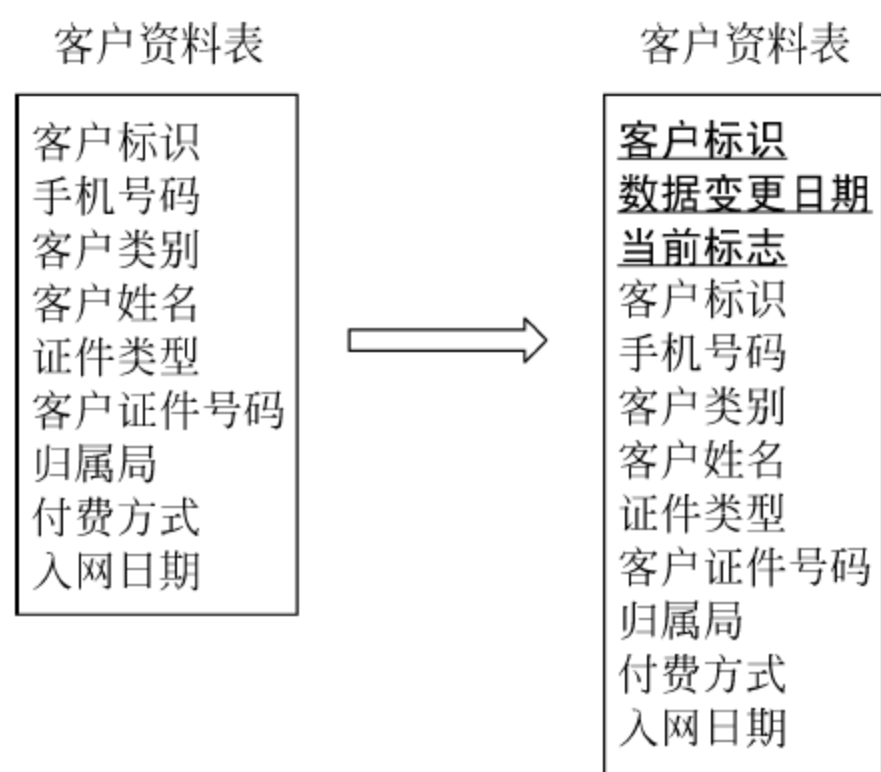 客户资料表
客户标识
手机号码
客户类别
客户姓名
证件类型
客户证件号码
归属局
付费方式
入网日期
客户资料表
客户标识
数据变更日期
当前标志
客户标识
手机号码
客户类别
客户姓名
证件类型
客户证件号码
归属局
付费方式
入网日期